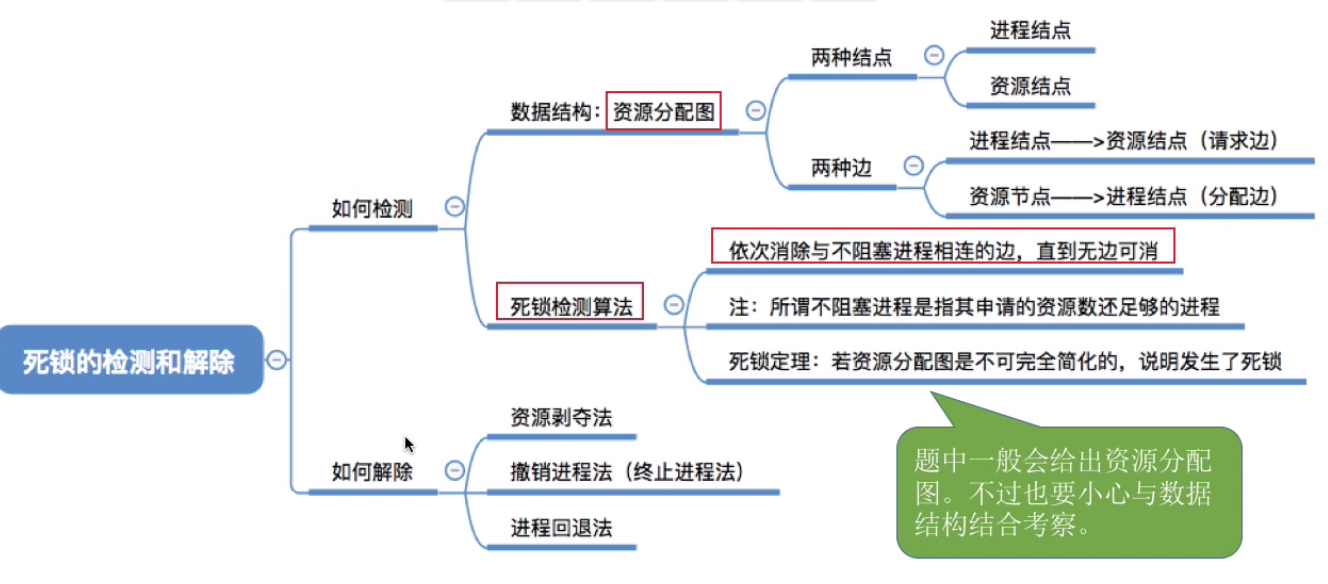 死锁的检测和解除
如何检测
数据结构：资源分配图
两种结点
进程结点
资源结点
两种边
进程结点——>资源结点（请求边）
资源节点——>进程结点（分配边）
死锁检测算法
依次消除与不阻塞进程相连的边，直到无边可消
注：所谓不阻塞进程是指其申请的资源数还足够的进程
死锁定理：若资源分配图是不可完全简化的，说明发生了死锁
题中一般会给出资源分配
图。不过也要小心与数据
结构结合考察。
如何解除
资源剥夺法
撤销进程法（终止进程法）
进程回退法